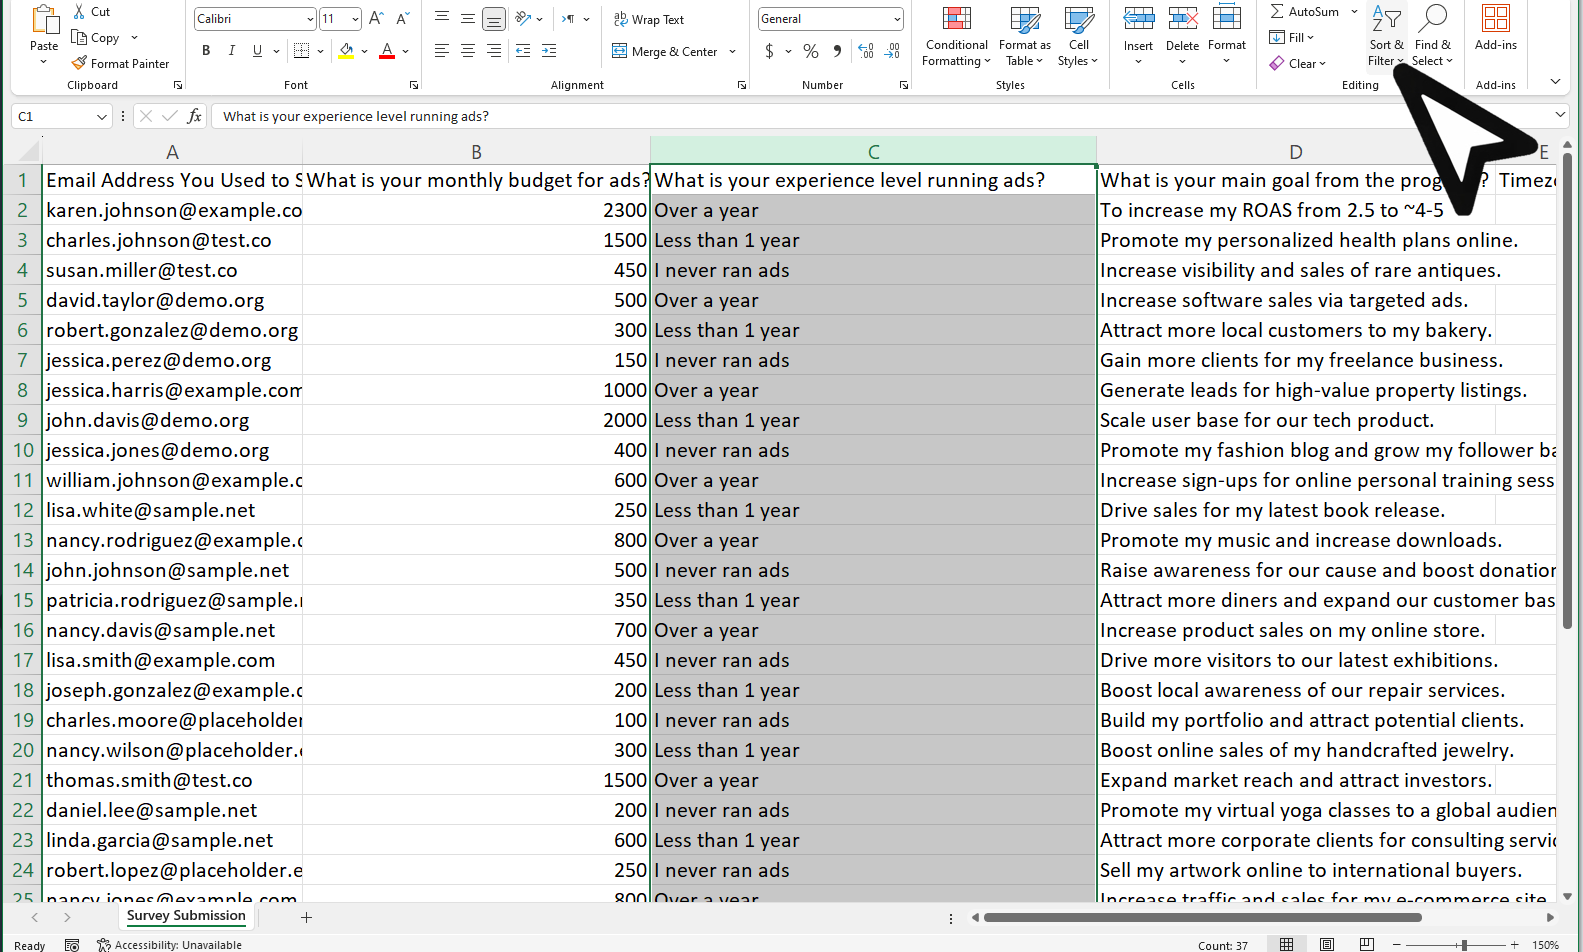 Paste
Cut
Copy
Format Painter
Clipboard
Calibri 11 A A
B I U A
Font
Wrap Text
Merge & Center
Alignment
General
$ % 9 .00 .00
Number
Conditional Formatting
Format as Table
Cell Styles
Styles
Insert Delete Format
Cells
AutoSum
Fill
Clear
Sort & Filter
Find & Select
Editing
Add-ins
Add-ins
C1 fx What is your experience level running ads?
A B C D E
1 Email Address You Used to S What is your monthly budget for ads? What is your experience level running ads? What is your main goal from the prog ? Timez
2 karen.johnson@example.co 2300 Over a year To increase my ROAS from 2.5 to ~4-5
3 charles.johnson@test.co 1500 Less than 1 year Promote my personalized health plans online.
4 susan.miller@test.co 450 I never ran ads Increase visibility and sales of rare antiques.
5 david.taylor@demo.org 500 Over a year Increase software sales via targeted ads.
6 robert.gonzalez@demo.org 300 Less than 1 year Attract more local customers to my bakery.
7 jessica.perez@demo.org 150 I never ran ads Gain more clients for my freelance business.
8 jessica.harris@example.com 1000 Over a year Generate leads for high-value property listings.
9 john.davis@demo.org 2000 Less than 1 year Scale user base for our tech product.
10 jessica.jones@demo.org 400 I never ran ads Promote my fashion blog and grow my follower ba
11 william.johnson@example.c 600 Over a year Increase sign-ups for online personal training sess
12 lisa.white@sample.net 250 Less than 1 year Drive sales for my latest book release.
13 nancy.rodriguez@example.c 800 Over a year Promote my music and increase downloads.
14 john.johnson@sample.net 500 I never ran ads Raise awareness for our cause and boost donation
15 patricia.rodriguez@sample. 350 Less than 1 year Attract more diners and expand our customer bas
16 nancy.davis@sample.net 700 Over a year Increase product sales on my online store.
17 lisa.smith@example.com 450 I never ran ads Drive more visitors to our latest exhibitions.
18 joseph.gonzalez@example.c 200 Less than 1 year Boost local awareness of our repair services.
19 charles.moore@placeholder 100 I never ran ads Build my portfolio and attract potential clients.
20 nancy.wilson@placeholder. 300 Less than 1 year Boost online sales of my handcrafted jewelry.
21 thomas.smith@test.co 1500 Over a year Expand market reach and attract investors.
22 daniel.lee@sample.net 200 I never ran ads Promote my virtual yoga classes to a global audien
23 linda.garcia@sample.net 600 Less than 1 year Attract more corporate clients for consulting servic
24 robert.lopez@placeholder.e 250 I never ran ads Sell my artwork online to international buyers.
25 nancy.jones@example.com 800 Over a year Increase traffic and sales for my e-commerce site
Survey Submission
Ready Accessibility: Unavailable Count: 37 150%